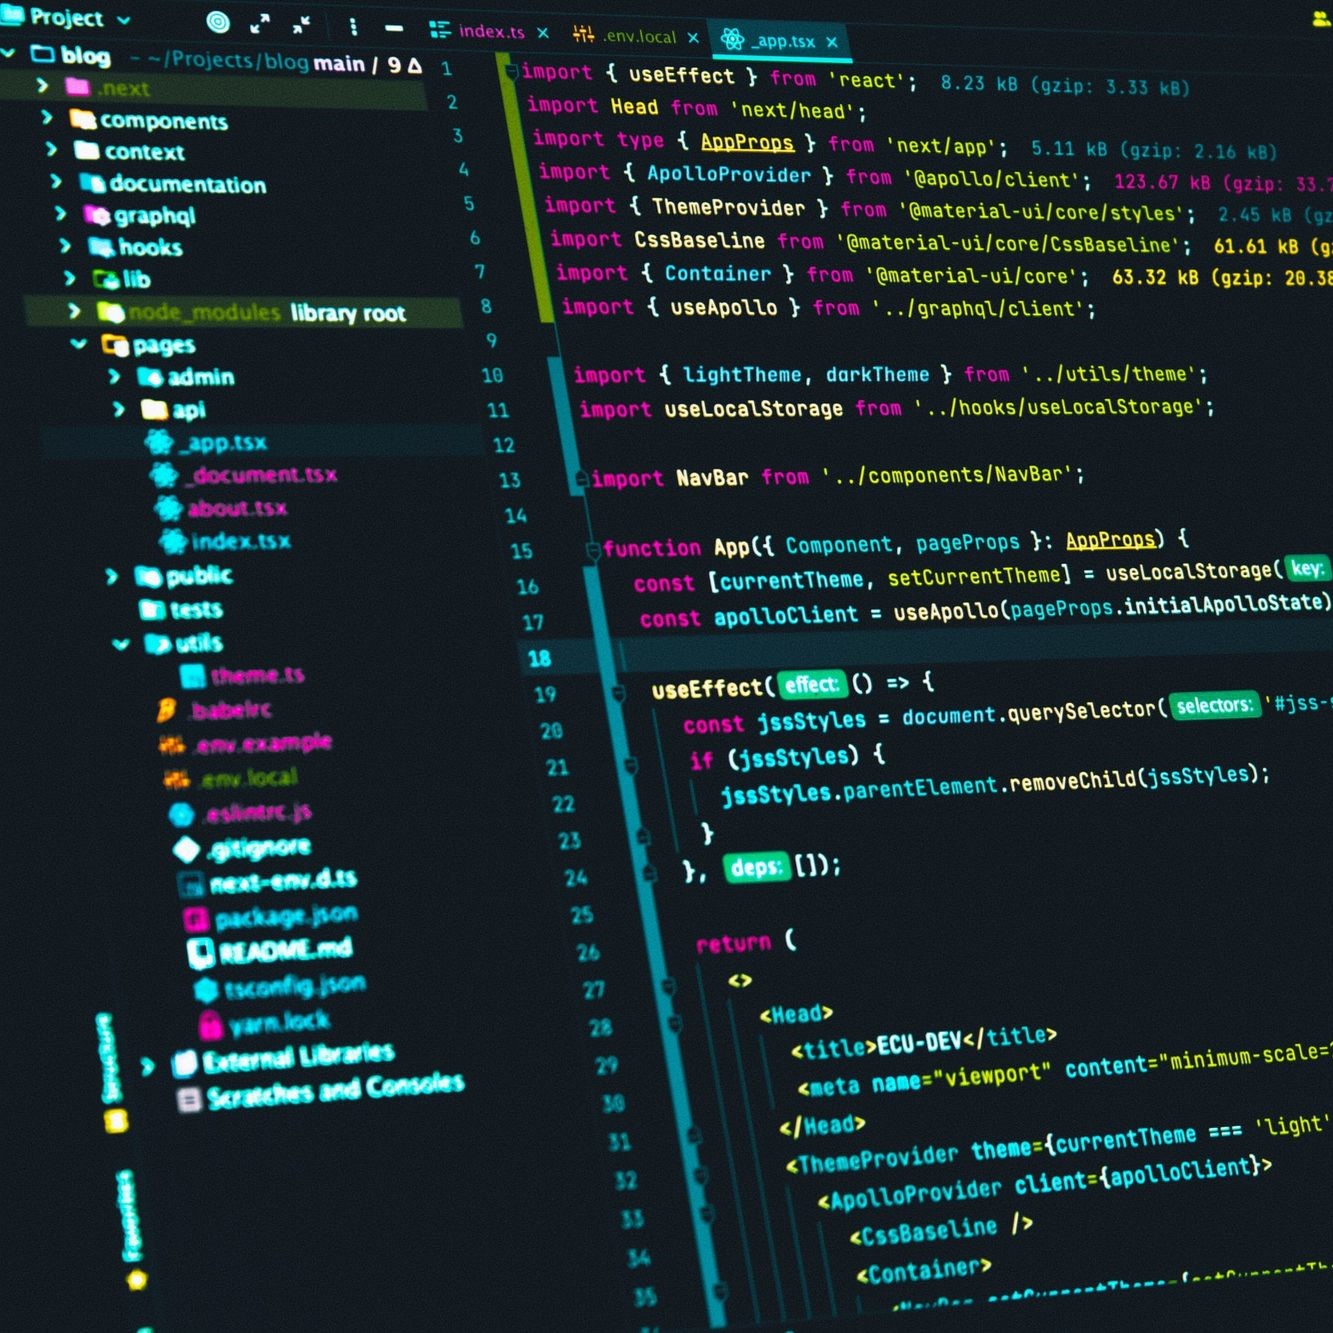 Project
index.ts
.env.local
_app.tsx
blog ~/Projects/blog main / 9 Δ
.next
components
context
documentation
graphql
hooks
lib
node_modules library root
pages
admin
api
_app.tsx
_document.tsx
about.tsx
index.tsx
public
tests
utils
theme.ts
.babelrc
.env.example
.env.local
.eslintrc.js
.gitignore
next-env.d.ts
package.json
README.md
tsconfig.json
yarn.lock
External Libraries
Scratches and Consoles
Structure
Favorites
1 import { useEffect } from 'react'; 8.23 kB (gzip: 3.33 kB)
2 import Head from 'next/head';
3 import type { AppProps } from 'next/app'; 5.11 kB (gzip: 2.16 kB)
4 import { ApolloProvider } from '@apollo/client'; 123.67 kB (gzip: 33.
5 import { ThemeProvider } from '@material-ui/core/styles'; 2.45 kB (gz
6 import CssBaseline from '@material-ui/core/CssBaseline'; 61.61 kB (g
7 import { Container } from '@material-ui/core'; 63.32 kB (gzip: 20.38
8 import { useApollo } from '../graphql/client';
9
10 import { lightTheme, darkTheme } from '../utils/theme';
11 import useLocalStorage from '../hooks/useLocalStorage';
12
13 import NavBar from '../components/NavBar';
14
15 function App({ Component, pageProps }: AppProps) {
16 const [currentTheme, setCurrentTheme] = useLocalStorage( key:
17 const apolloClient = useApollo(pageProps.initialApolloState)
18
19 useEffect( effect: () => {
20 const jssStyles = document.querySelector( selectors: '#jss-
21 if (jssStyles) {
22 jssStyles.parentElement.removeChild(jssStyles);
23 }
24 }, deps: []);
25
26 return (
27 <>
28 <Head>
29 <title>ECU-DEV</title>
30 <meta name="viewport" content="minimum-scale=
31 </Head>
32 <ThemeProvider theme={currentTheme === 'light'
33 <ApolloProvider client={apolloClient}>
34 <CssBaseline />
35 <Container>